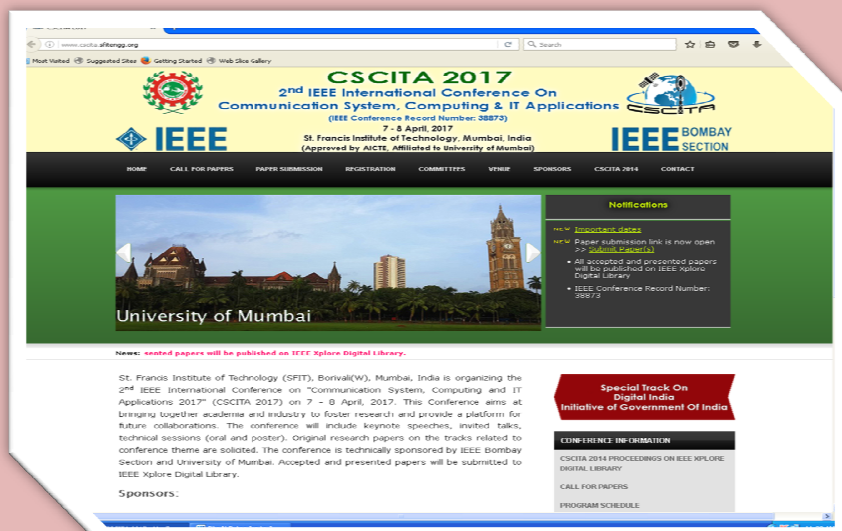 www.cscita.sfitengg.org
Search
Most Visited Suggested Sites Getting Started Web Slice Gallery
CSCITA 2017
2nd IEEE International Conference On
Communication System, Computing & IT Applications
CSCITA
(IEEE Conference Record Number: 38873)
7 - 8 April, 2017
IEEE
St. Francis Institute of Technology, Mumbai, India
(Approved by AICTE, Affiliated to University of Mumbai)
IEEE BOMBAY
SECTION
HOME CALL FOR PAPERS PAPER SUBMISSION REGISTRATION COMMITTEES VENUE SPONSORS CSCITA 2014 CONTACT
University of Mumbai
Notifications
NEW Important dates
NEW Paper submission link is now open
>> Submit Paper(s)
• All accepted and presented papers
will be published on IEEE Xplore
Digital Library
• IEEE Conference Record Number:
38873
News: sented papers will be published on IEEE Xplore Digital Library.
St. Francis Institute of Technology (SFIT), Borivali(W), Mumbai, India is organizing the
2nd IEEE International Conference on "Communication System, Computing and IT
Applications 2017" (CSCITA 2017) on 7 - 8 April, 2017. This Conference aims at
bringing together academia and industry to foster research and provide a platform for
future collaborations. The conference will include keynote speeches, invited talks,
technical sessions (oral and poster). Original research papers on the tracks related to
conference theme are solicited. The conference is technically sponsored by IEEE Bombay
Section and University of Mumbai. Accepted and presented papers will be submitted to
IEEE Xplore Digital Library.
Sponsors:
Special Track On
Digital India
Initiative of Government Of India
CONFERENCE INFORMATION
CSCITA 2014 PROCEEDINGS ON IEEE XPLORE
DIGITAL LIBRARY
CALL FOR PAPERS
PROGRAM SCHEDULE